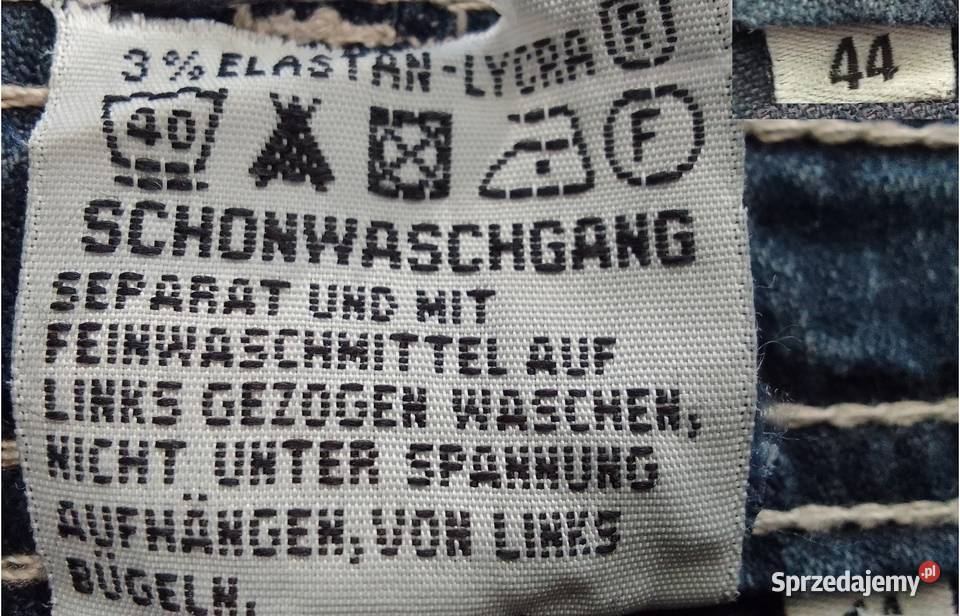 3% ELASTAN-LYCRA ®
40
F
SCHONWASCHGANG
SEPARAT UND MIT
FEINWASCHMITTEL AUF
LINKS GEZOGEN WASCHEN,
NICHT UNTER SPANNUNG
AUFHÄNGEN, VON LINKS
BÜGELN.
44
Sprzedajemy.pl